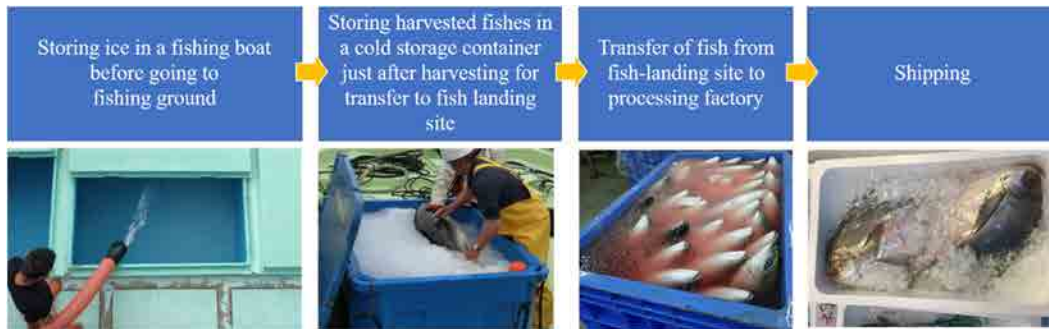 Storing ice in a fishing boat
before going to
fishing ground
Storing harvested fishes in
a cold storage container
just after harvesting for
transfer to fish landing
site
Transfer of fish from
fish-landing site to
processing factory
Shipping